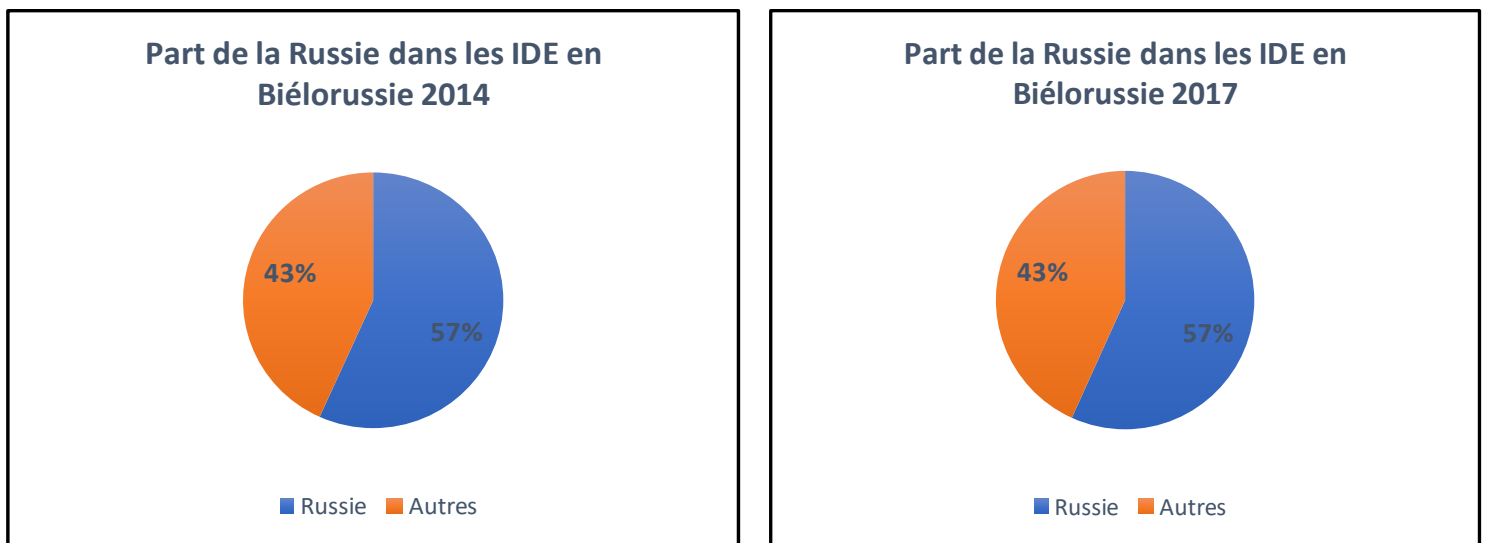 Part de la Russie dans les IDE en
Biélorussie 2014
43%
57%
Russie Autres
Part de la Russie dans les IDE en
Biélorussie 2017
43%
57%
Russie Autres